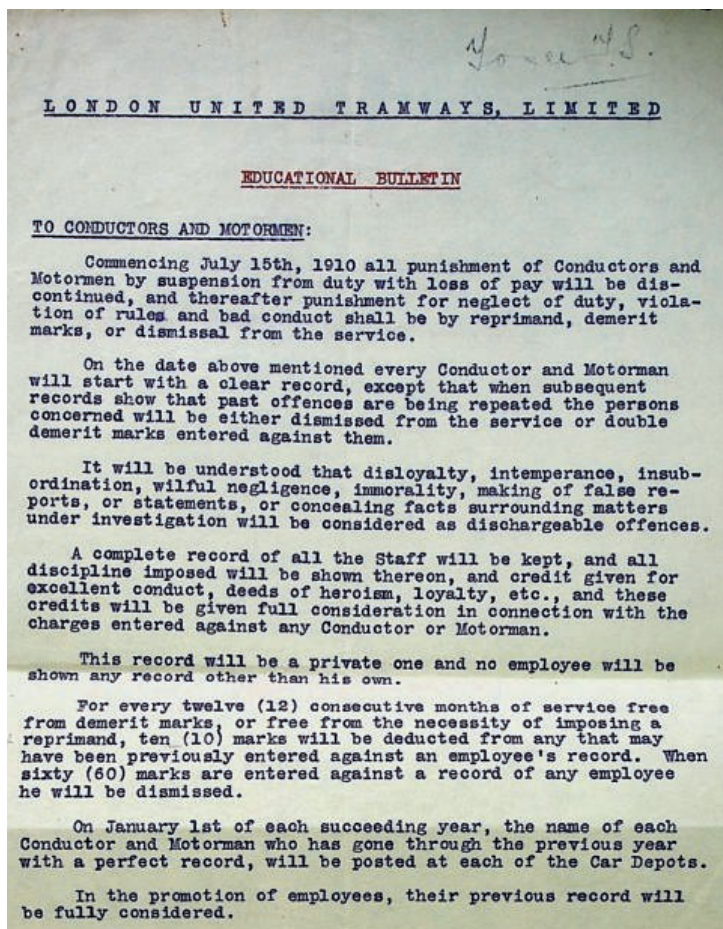 LONDON UNITED TRAMWAYS, LIMITED
EDUCATIONAL BULLETIN
TO CONDUCTORS AND MOTORMEN:
Commencing July 15th, 1910 all punishment of Conductors and
Motormen by suspension from duty with loss of pay will be dis-
continued, and thereafter punishment for neglect of duty, viola-
tion of rules and bad conduct shall be by reprimand, demerit
marks, or dismissal from the service.
On the date above mentioned every Conductor and Motorman
will start with a clear record, except that when subsequent
records show that past offences are being repeated the persons
concerned will be either dismissed from the service or double
demerit marks entered against them.
It will be understood that disloyalty, intemperance, insub-
ordination, wilful negligence, immorality, making of false re-
ports, or statements, or concealing facts surrounding matters
under investigation will be considered as dischargeable offences.
A complete record of all the Staff will be kept, and all
discipline imposed will be shown thereon, and credit given for
excellent conduct, deeds of heroism, loyalty, etc., and these
credits will be given full consideration in connection with the
charges entered against any Conductor or Motorman.
This record will be a private one and no employee will be
shown any record other than his own.
For every twelve (12) consecutive months of service free
from demerit marks, or free from the necessity of imposing a
reprimand, ten (10) marks will be deducted from any that may
have been previously entered against an employee's record. When
sixty (60) marks are entered against a record of any employee
he will be dismissed.
On January 1st of each succeeding year, the name of each
Conductor and Motorman who has gone through the previous year
with a perfect record, will be posted at each of the Car Depots.
In the promotion of employees, their previous record will
be fully considered.